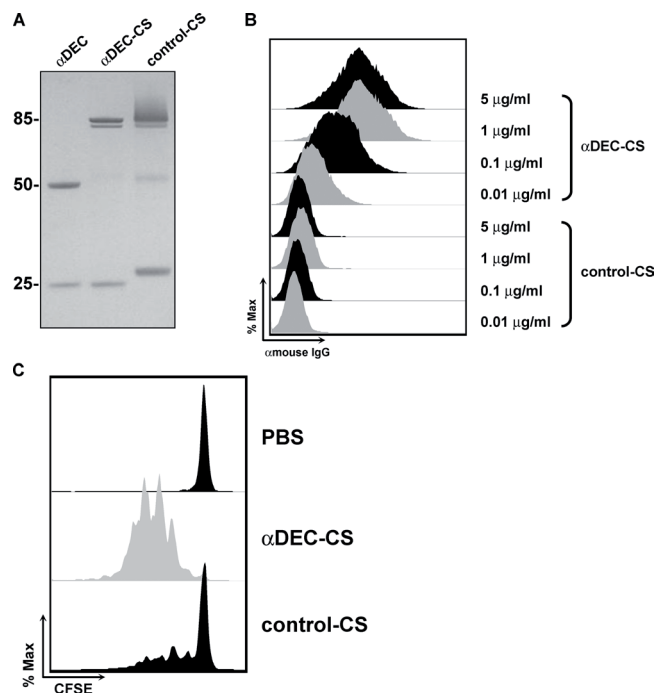 A
αDEC
αDEC-CS
control-CS
85-
50-
25-
B
5 μg/ml
1 μg/ml
0.1 μg/ml
0.01 μg/ml
αDEC-CS
5 μg/ml
1 μg/ml
0.1 μg/ml
0.01 μg/ml
control-CS
% Max
αmouse IgG
C
PBS
αDEC-CS
control-CS
% Max
CFSE